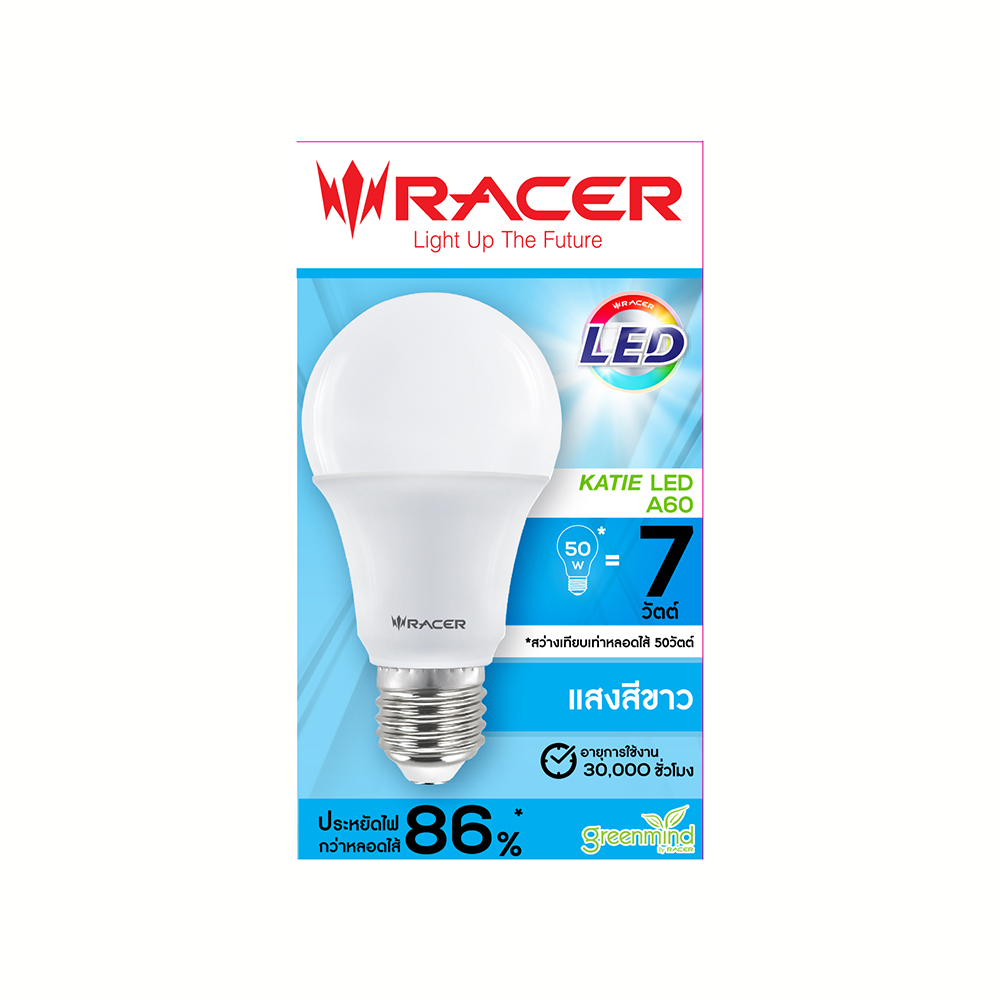 RACER
Light Up The Future
RACER
LED
KATIE LED
A60
50
W
*
=
7
วัตต์
*สว่างเทียบเท่าหลอดไส้ 50วัตต์
RACER
แสงสีขาว
อายุการใช้งาน
30,000 ชั่วโมง
ประหยัดไฟ
กว่าหลอดไส้
86%*
greenmind
by RACER